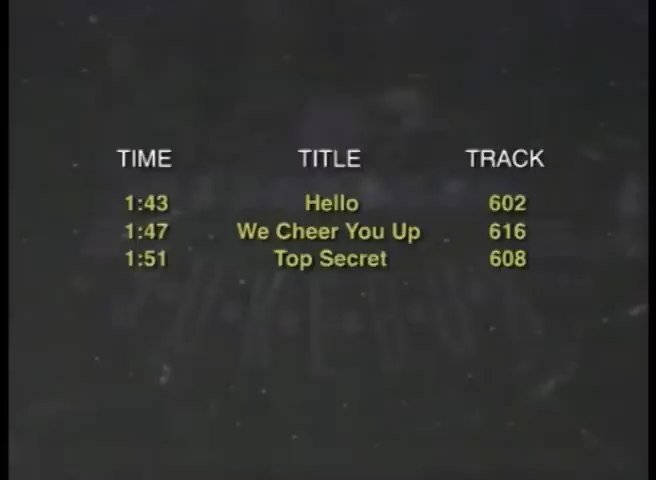 TIME TITLE TRACK
1:43 Hello 602
1:47 We Cheer You Up 616
1:51 Top Secret 608
JUKEBOX